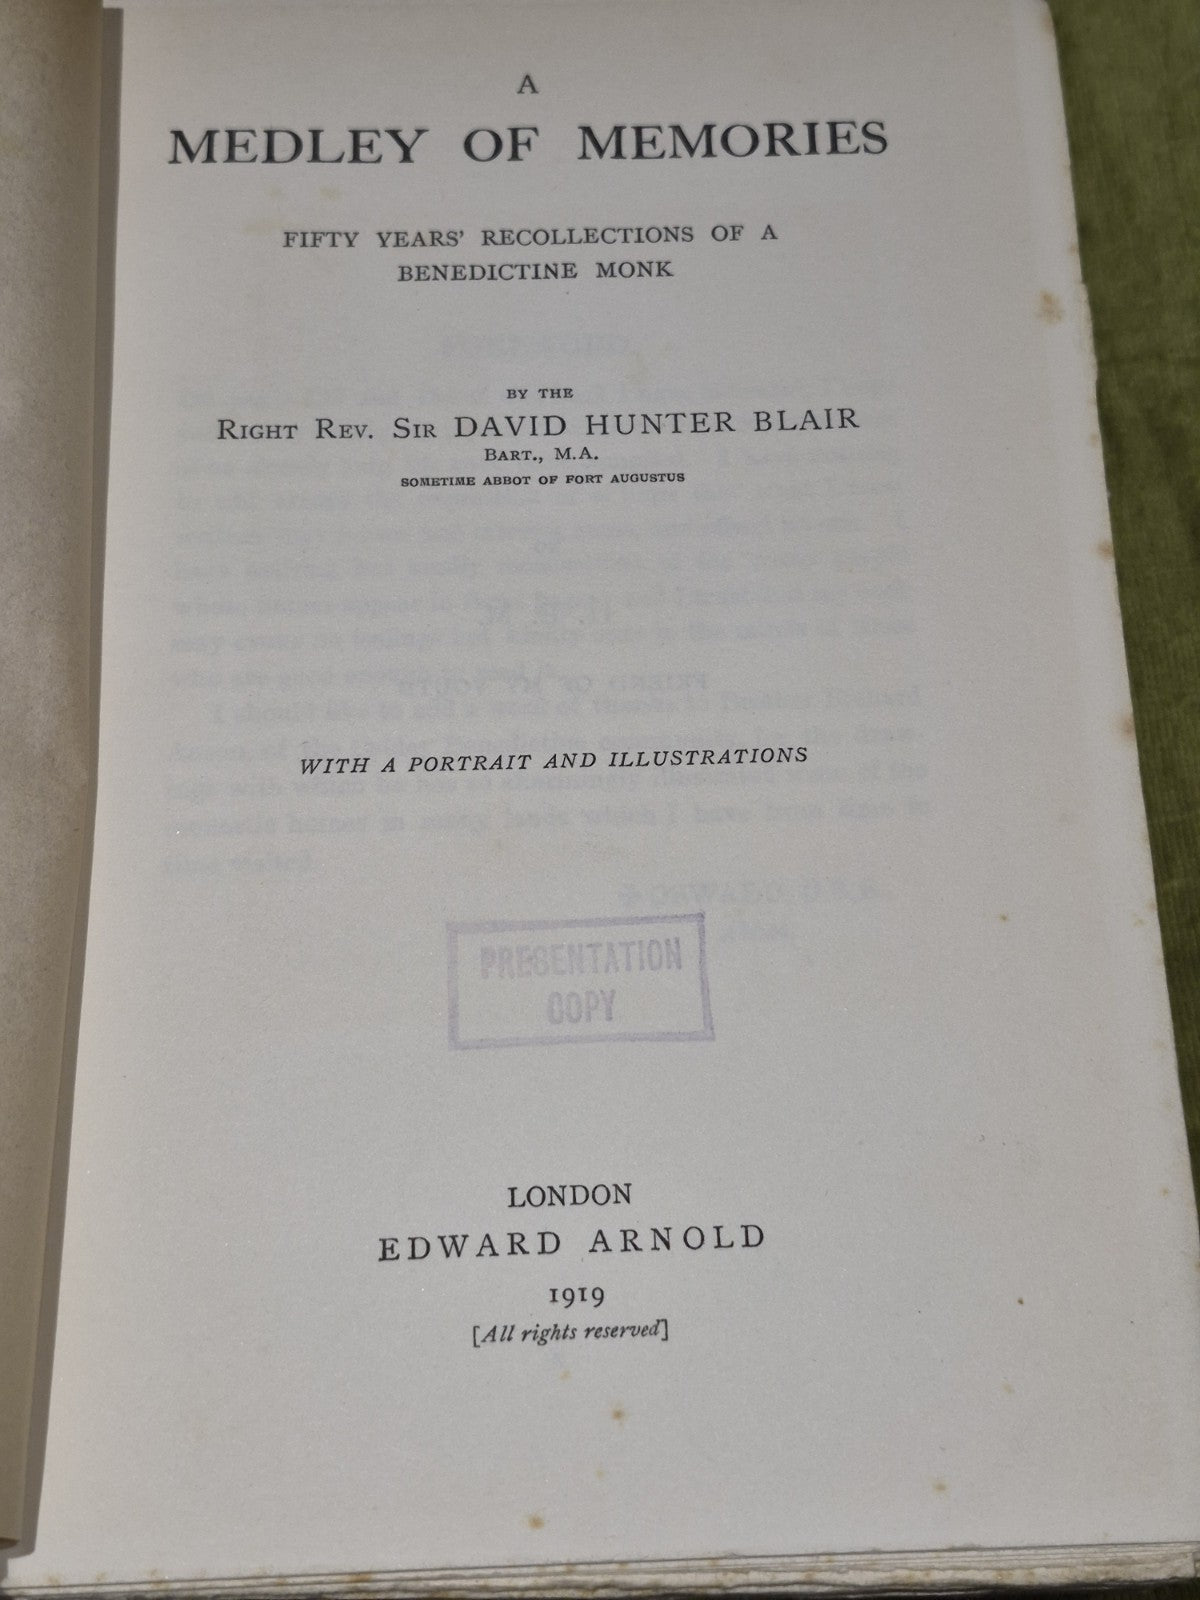 A
MEDLEY OF MEMORIES
FIFTY YEARS' RECOLLECTIONS OF A
BENEDICTINE MONK
BY THE
RIGHT REV. SIR DAVID HUNTER BLAIR
BART., M.A.
SOMETIME ABBOT OF FORT AUGUSTUS
WITH A PORTRAIT AND ILLUSTRATIONS
PRESENTATION
COPY
LONDON
EDWARD ARNOLD
1919
[All rights reserved]